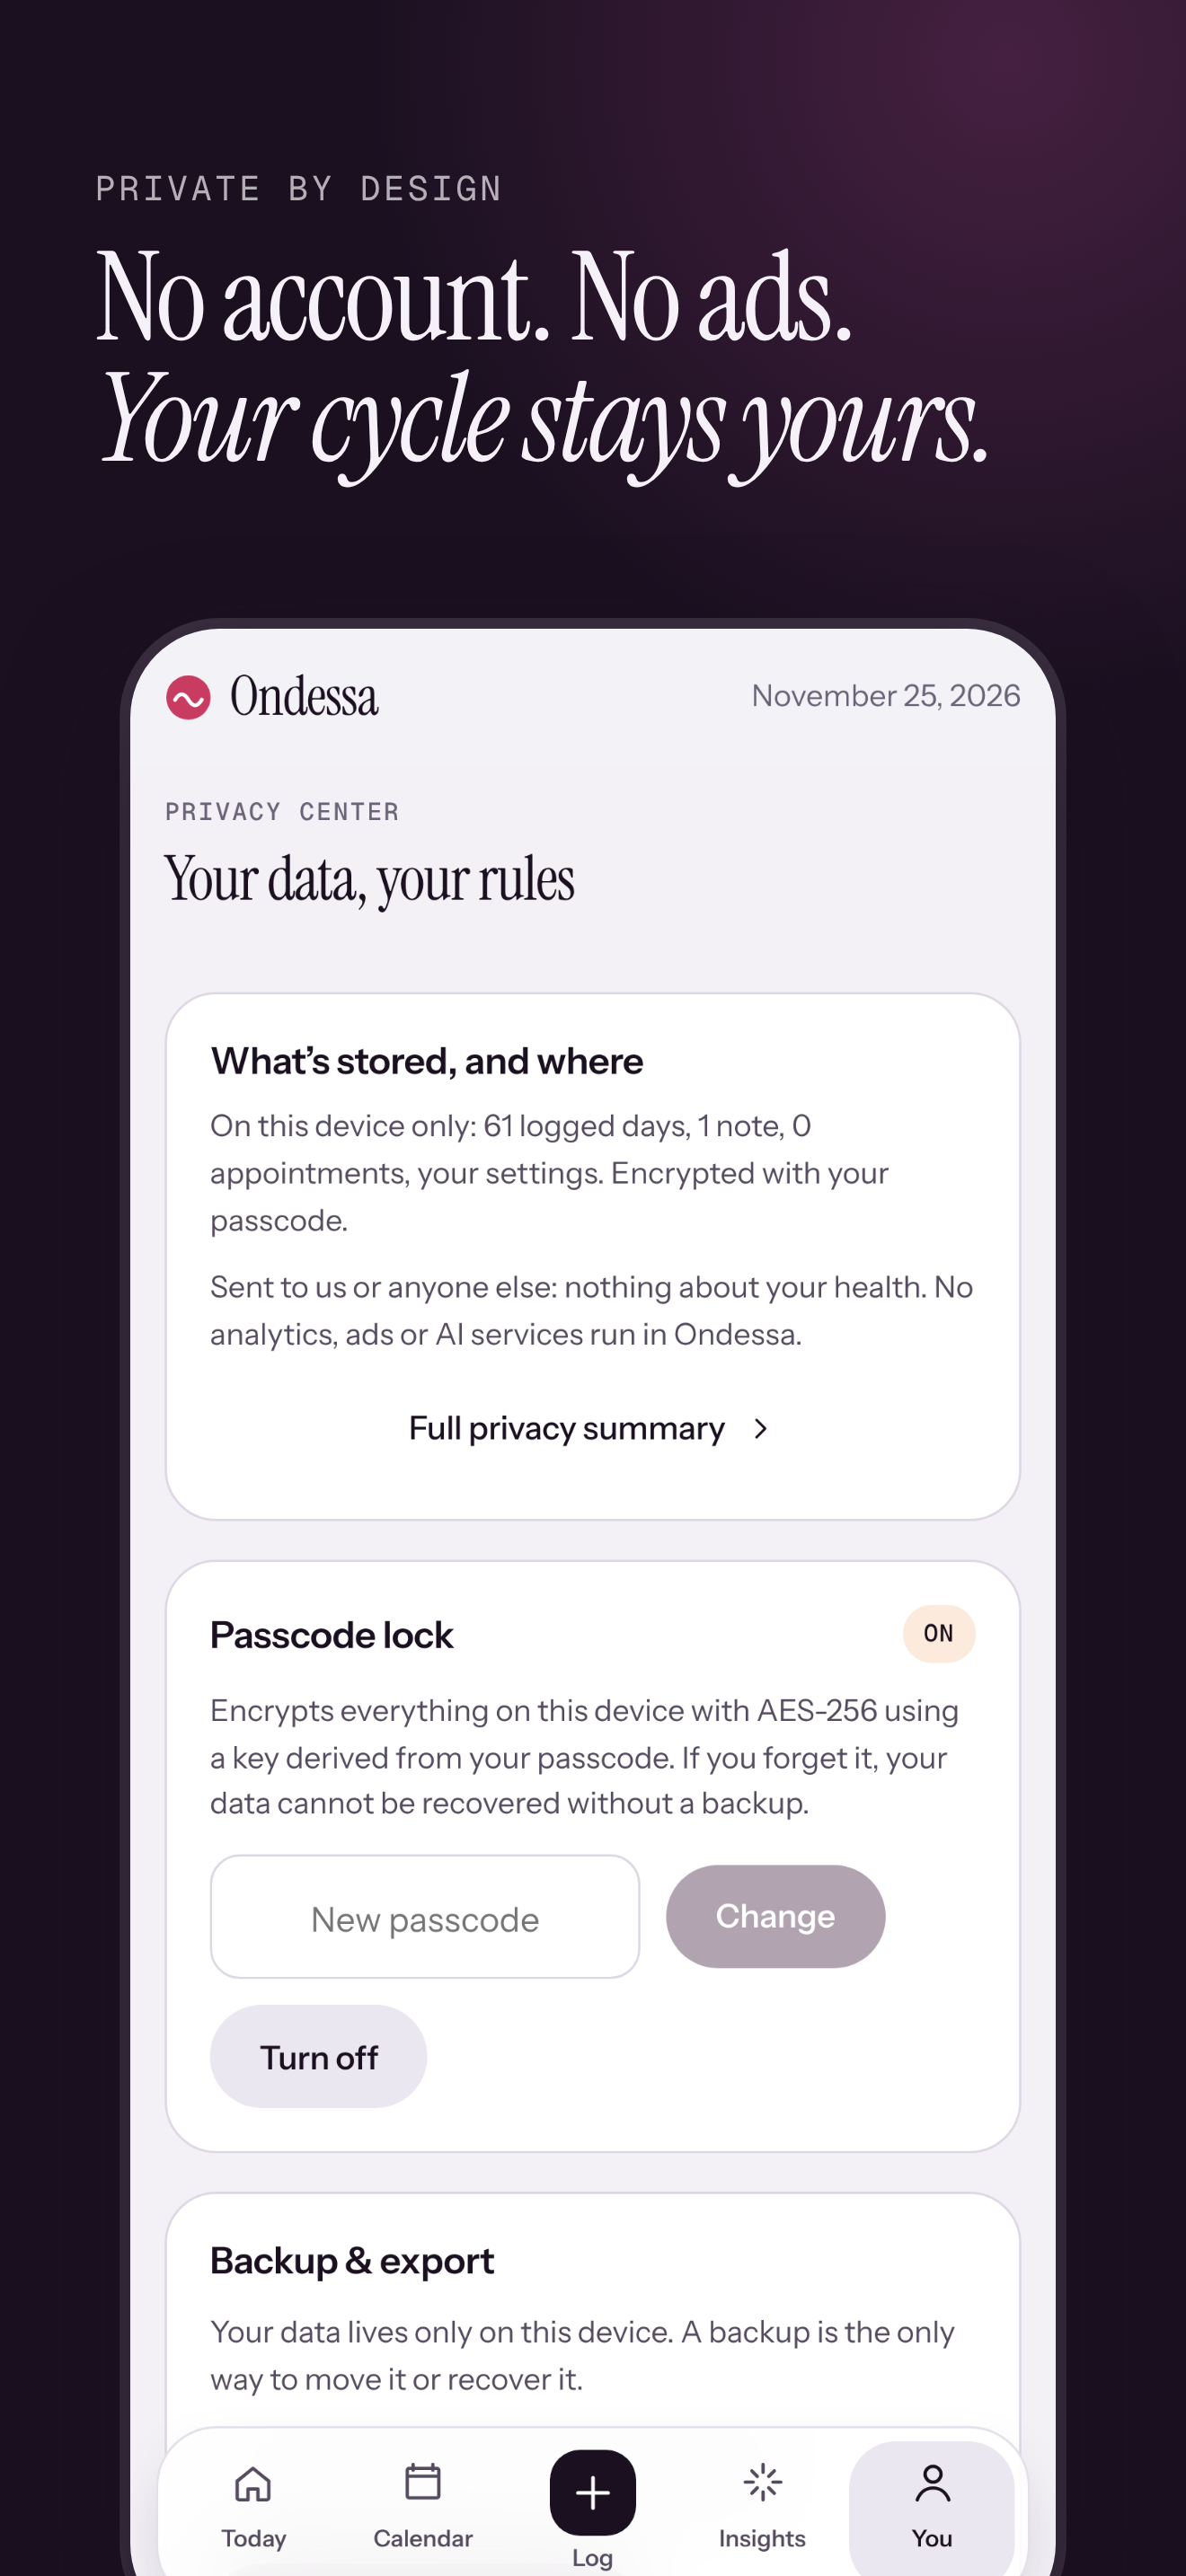 PRIVATE BY DESIGN
No account. No ads.
Your cycle stays yours.
Ondessa
November 25, 2026
PRIVACY CENTER
Your data, your rules
What’s stored, and where
On this device only: 61 logged days, 1 note, 0
appointments, your settings. Encrypted with your
passcode.
Sent to us or anyone else: nothing about your health. No
analytics, ads or AI services run in Ondessa.
Full privacy summary
Passcode lock
ON
Encrypts everything on this device with AES-256 using
a key derived from your passcode. If you forget it, your
data cannot be recovered without a backup.
New passcode
Change
Turn off
Backup & export
Your data lives only on this device. A backup is the only
way to move it or recover it.
Today
Calendar
Log
Insights
You